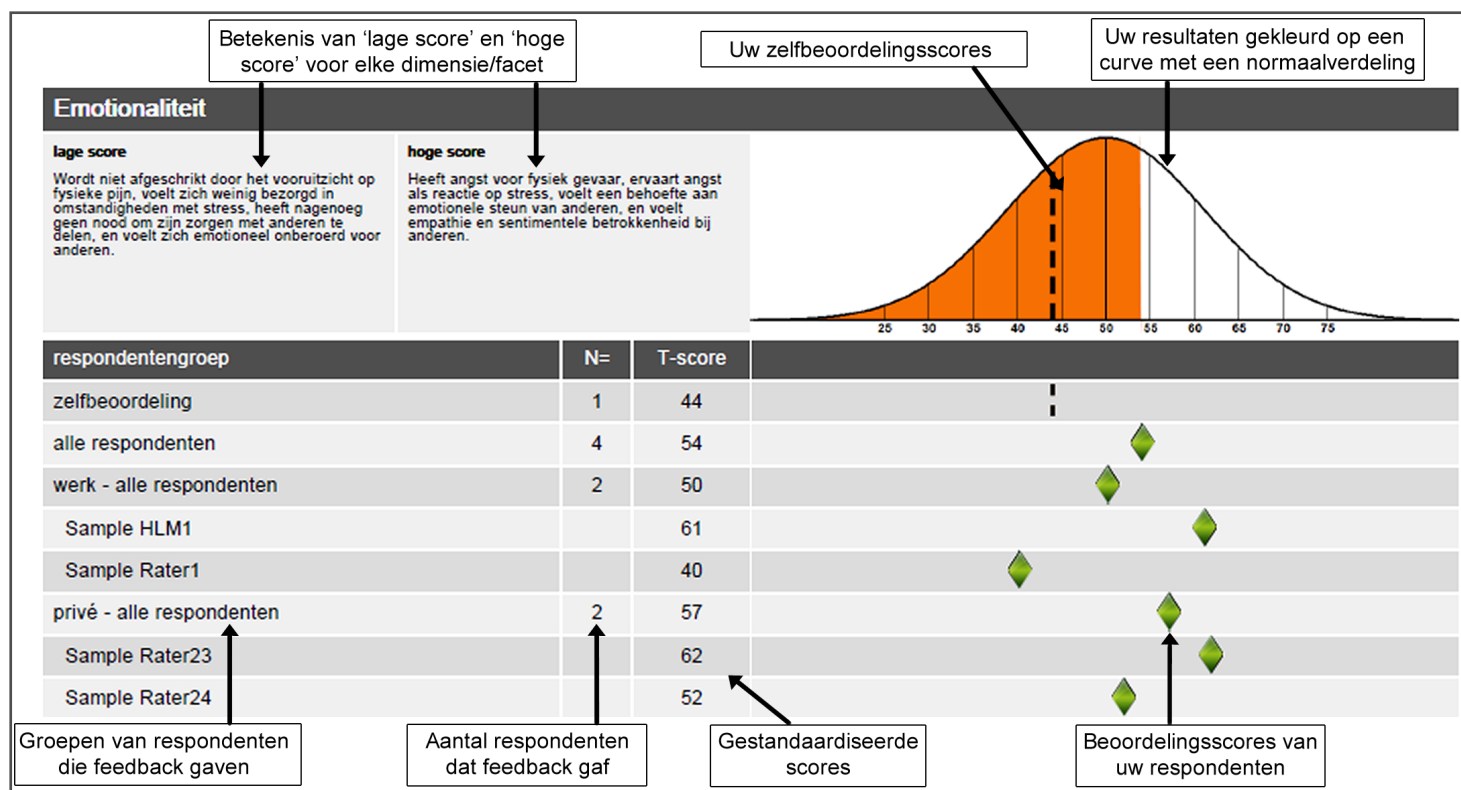 Betekenis van ‘lage score’ en ‘hoge
score’ voor elke dimensie/facet
Uw zelfbeoordelingsscores
Uw resultaten gekleurd op een
curve met een normaalverdeling
Emotionaliteit
lage score
Wordt niet afgeschrikt door het vooruitzicht op
fysieke pijn, voelt zich weinig bezorgd in
omstandigheden met stress, heeft nagenoeg
geen nood om zijn zorgen met anderen te
delen, en voelt zich emotioneel onberoerd voor
anderen.
hoge score
Heeft angst voor fysiek gevaar, ervaart angst
als reactie op stress, voelt een behoefte aan
emotionele steun van anderen, en voelt
empathie en sentimentele betrokkenheid bij
anderen.
25 30 35 40 45 50 55 60 65 70 75
respondentengroep N= T-score
zelfbeoordeling 1 44
alle respondenten 4 54
werk - alle respondenten 2 50
Sample HLM1 61
Sample Rater1 40
privé - alle respondenten 2 57
Sample Rater23 62
Sample Rater24 52
Groepen van respondenten
die feedback gaven
Aantal respondenten
dat feedback gaf
Gestandaardiseerde
scores
Beoordelingsscores van
uw respondenten